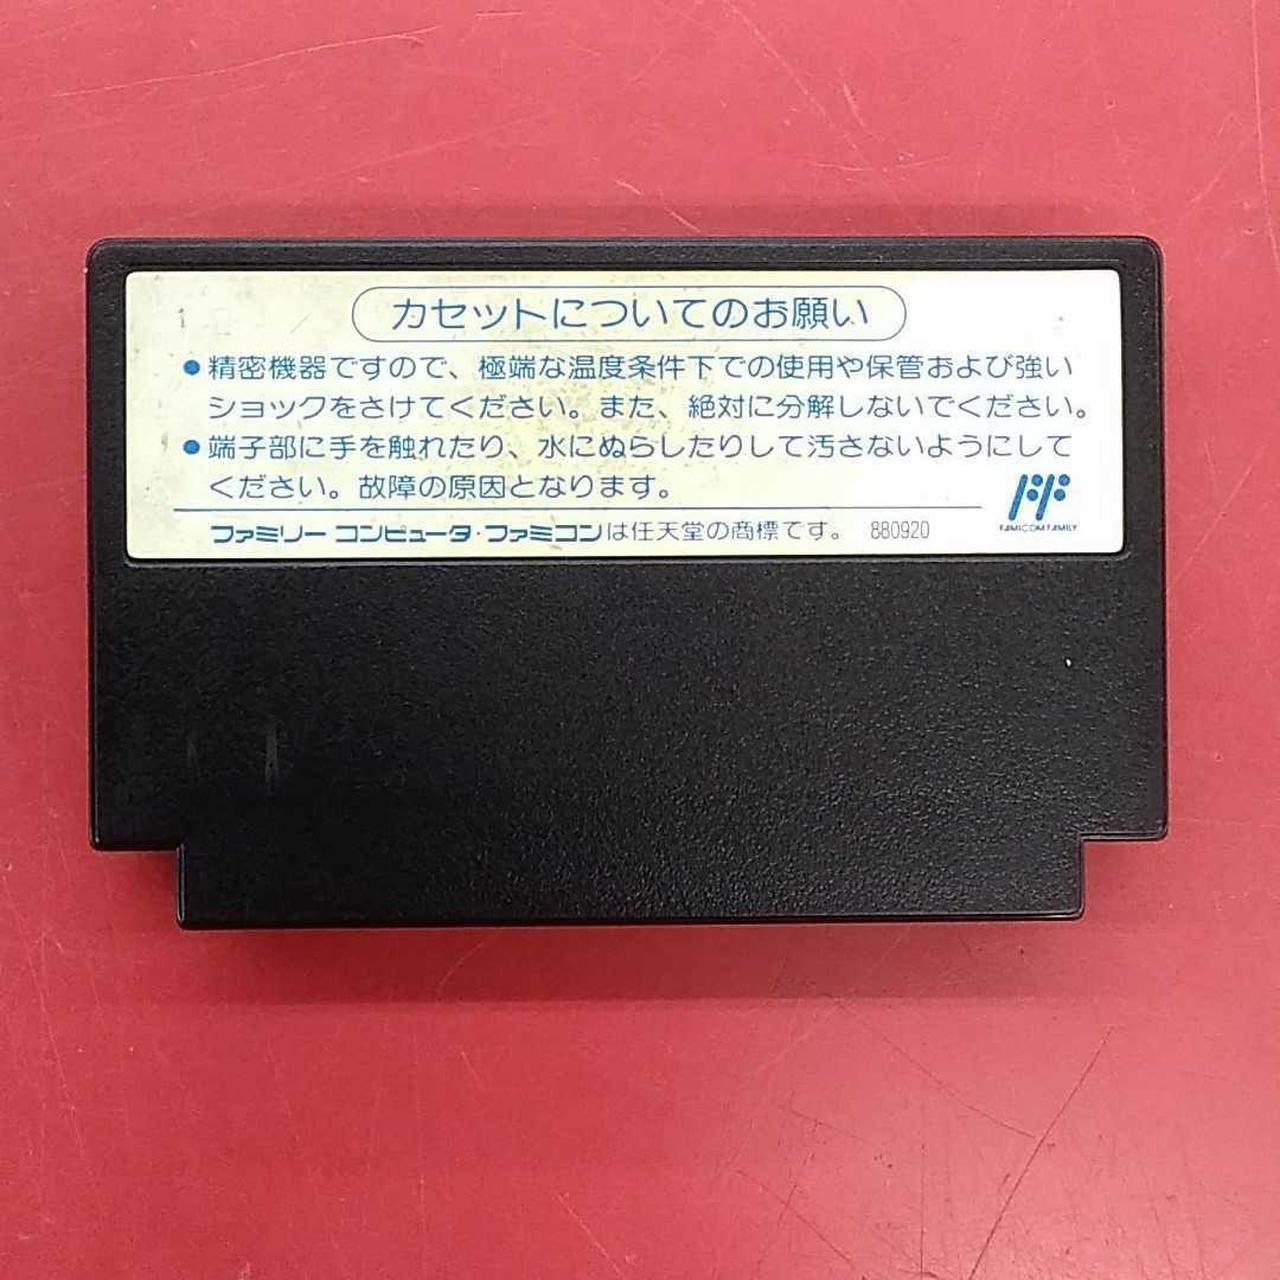 カセットについてのお願い
●精密機器ですので、極端な温度条件下での使用や保管および強い
ショックをさけてください。また、絶対に分解しないでください。
●端子部に手を触れたり、水にぬらしたりして汚さないようにして
ください。故障の原因となります。
FAMICOM FAMILY
ファミリーコンピュータ・ファミコンは任天堂の商標です。 880920